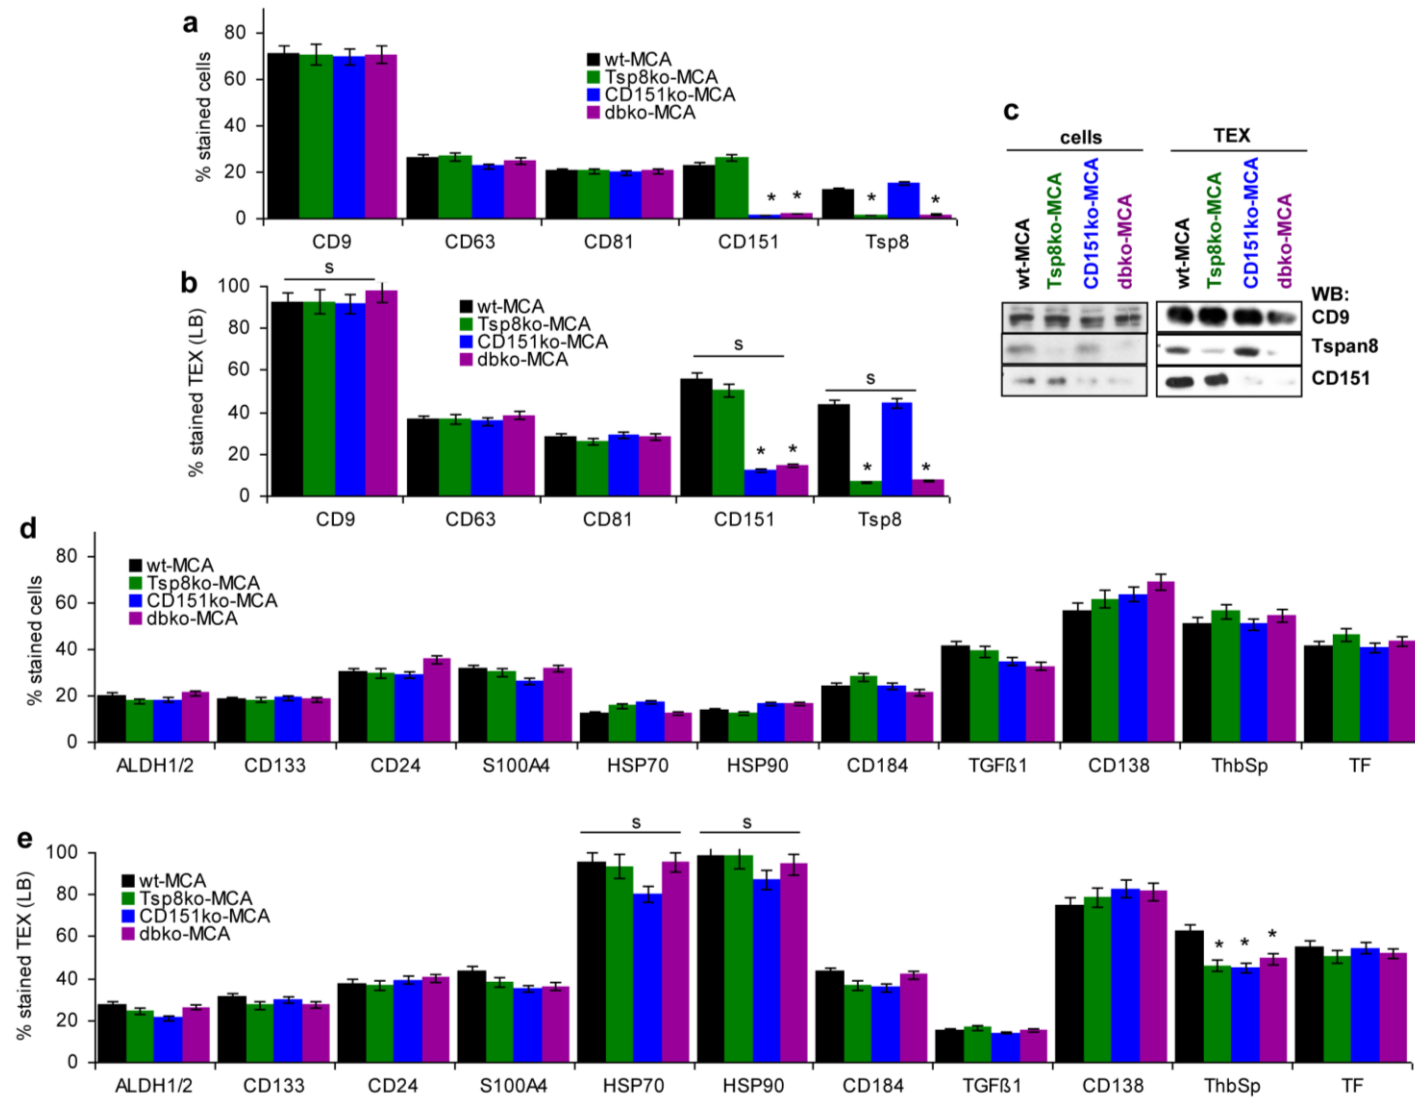 a
% stained cells
80
60
40
20
0
wt-MCA
Tsp8ko-MCA
CD151ko-MCA
dbko-MCA
* * * *
CD9 CD63 CD81 CD151 Tsp8
b
% stained TEX (LB)
100
80
60
40
20
0
wt-MCA
Tsp8ko-MCA
CD151ko-MCA
dbko-MCA
s s s
* * * *
CD9 CD63 CD81 CD151 Tsp8
c
cells TEX
wt-MCA
Tsp8ko-MCA
CD151ko-MCA
dbko-MCA
wt-MCA
Tsp8ko-MCA
CD151ko-MCA
dbko-MCA
WB:
CD9
Tspan8
CD151
d
% stained cells
80
60
40
20
0
wt-MCA
Tsp8ko-MCA
CD151ko-MCA
dbko-MCA
ALDH1/2 CD133 CD24 S100A4 HSP70 HSP90 CD184 TGFß1 CD138 ThbSp TF
e
% stained TEX (LB)
100
80
60
40
20
0
wt-MCA
Tsp8ko-MCA
CD151ko-MCA
dbko-MCA
s s
* * *
ALDH1/2 CD133 CD24 S100A4 HSP70 HSP90 CD184 TGFß1 CD138 ThbSp TF